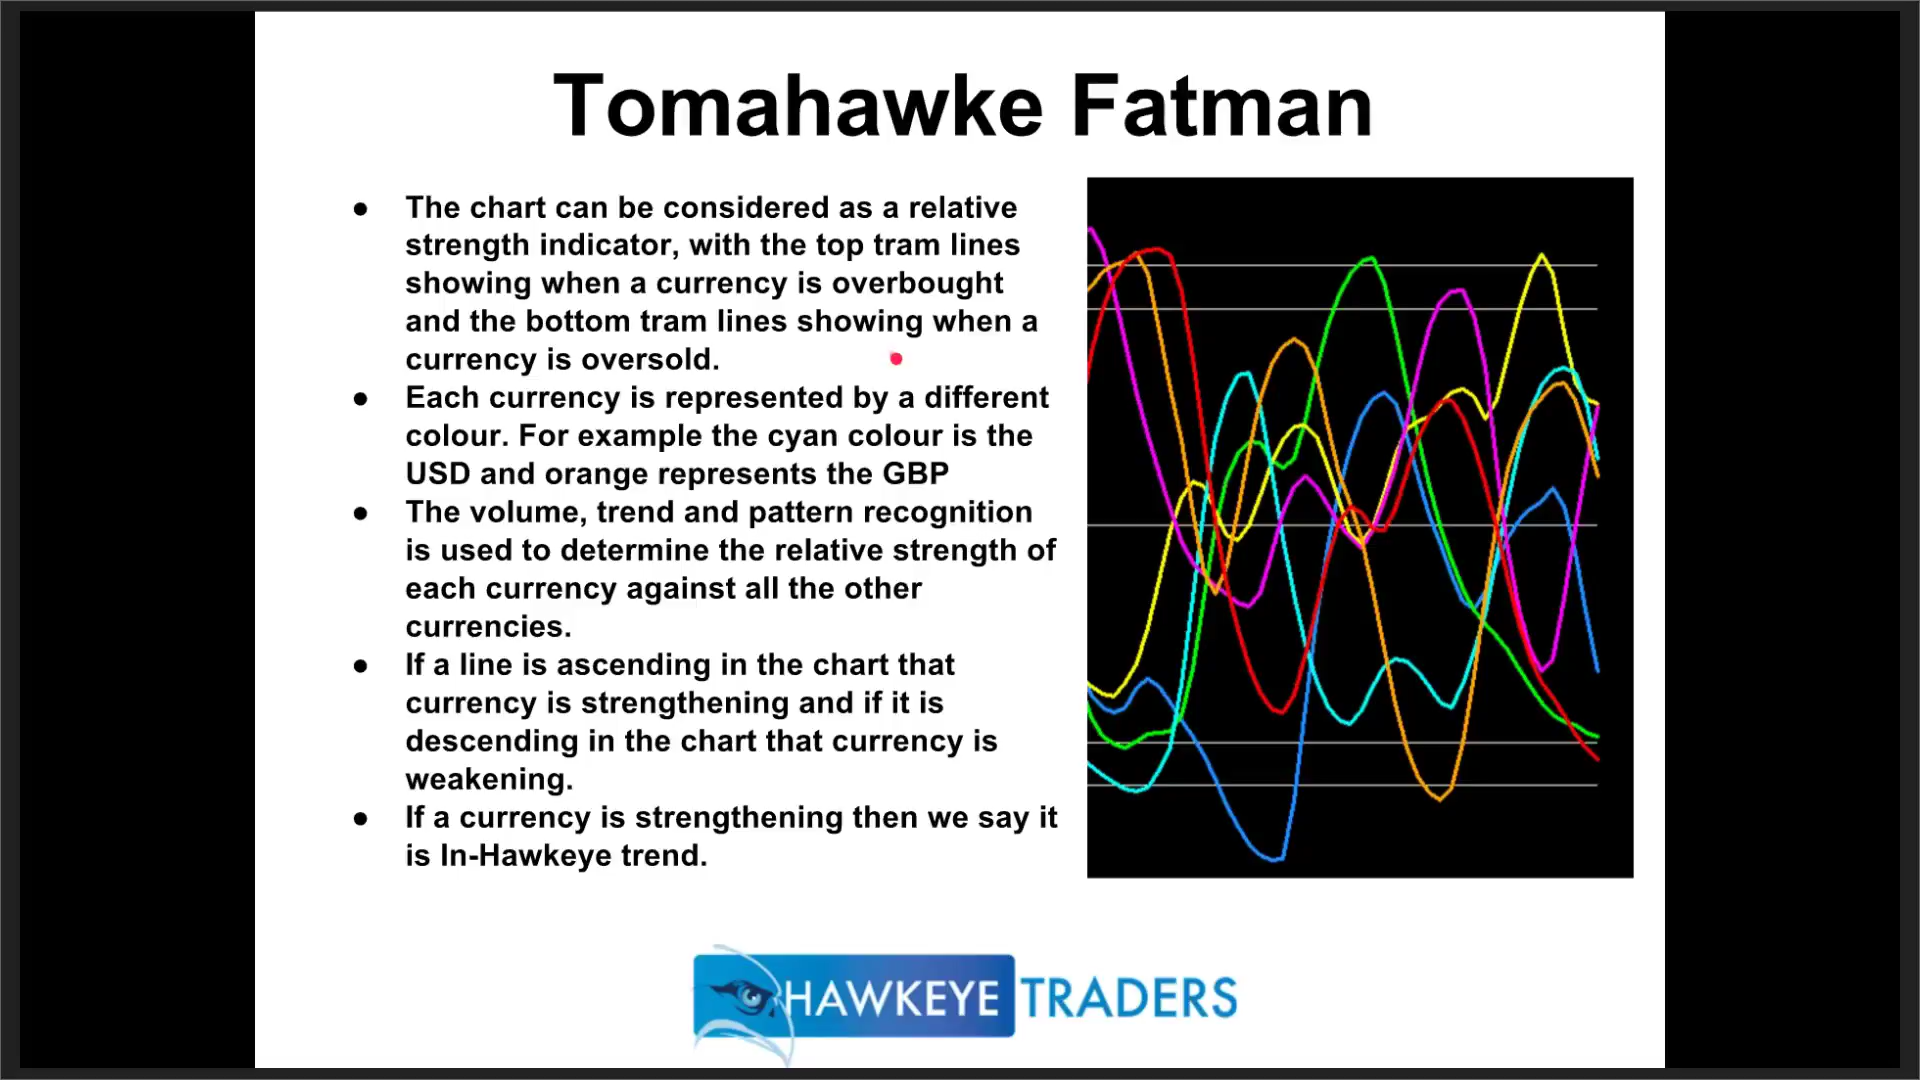 Tomahawke Fatman
● The chart can be considered as a relative
strength indicator, with the top tram lines
showing when a currency is overbought
and the bottom tram lines showing when a
currency is oversold.
● Each currency is represented by a different
colour. For example the cyan colour is the
USD and orange represents the GBP
● The volume, trend and pattern recognition
is used to determine the relative strength of
each currency against all the other
currencies.
● If a line is ascending in the chart that
currency is strengthening and if it is
descending in the chart that currency is
weakening.
● If a currency is strengthening then we say it
is In-Hawkeye trend.
HAWKEYE TRADERS